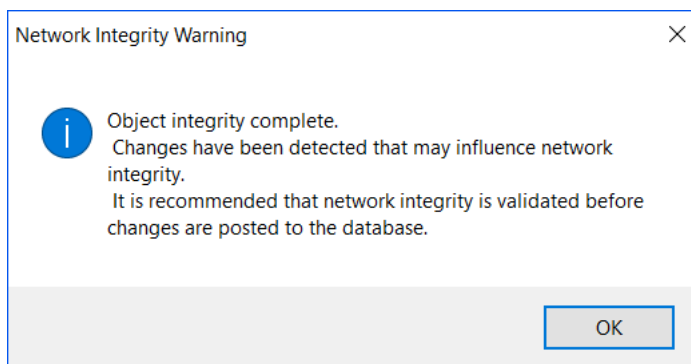 Network Integrity Warning
Object integrity complete.
Changes have been detected that may influence network
integrity.
It is recommended that network integrity is validated before
changes are posted to the database.
OK